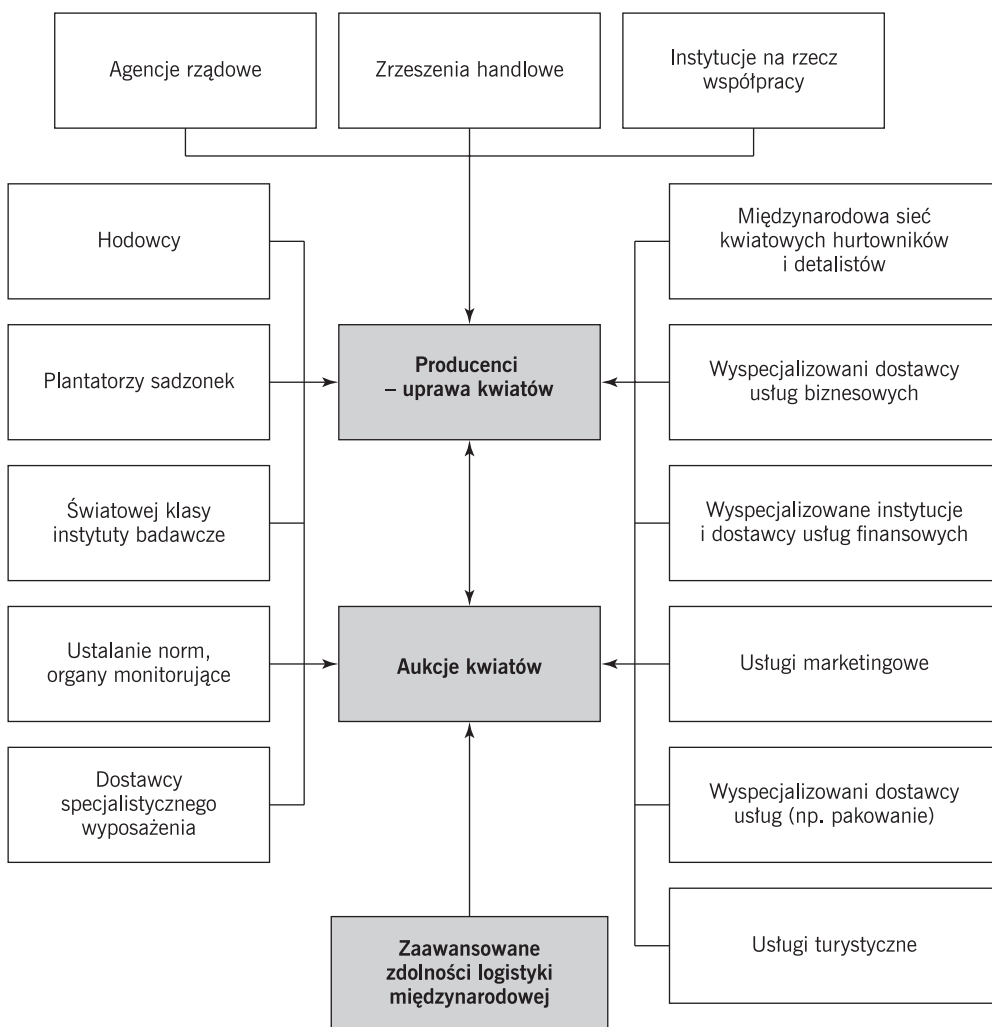 Agencje rządowe
Zrzeszenia handlowe
Instytucje na rzecz
współpracy
Hodowcy
Plantatorzy sadzonek
Światowej klasy
instytuty badawcze
Ustalanie norm,
organy monitorujące
Dostawcy
specjalistycznego
wyposażenia
Producenci
– uprawa kwiatów
Aukcje kwiatów
Zaawansowane
zdolności logistyki
międzynarodowej
Międzynarodowa sieć
kwiatowych hurtowników
i detalistów
Wyspecjalizowani dostawcy
usług biznesowych
Wyspecjalizowane instytucje
i dostawcy usług finansowych
Usługi marketingowe
Wyspecjalizowani dostawcy
usług (np. pakowanie)
Usługi turystyczne